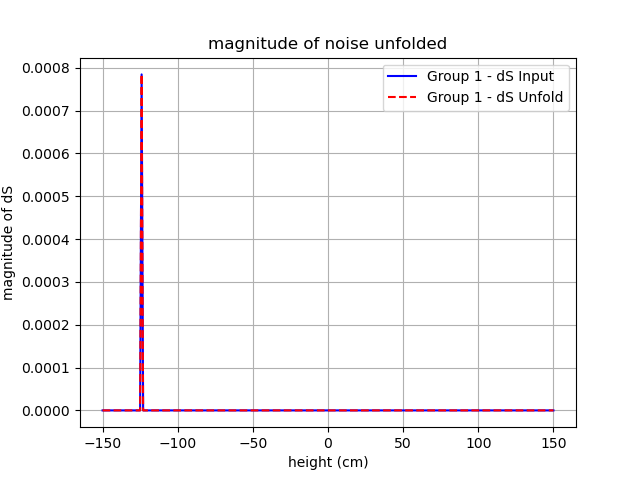 magnitude of noise unfolded
0.0008
0.0007
0.0006
0.0005
0.0004
0.0003
0.0002
0.0001
0.0000
magnitude of dS
Group 1 - dS Input
Group 1 - dS Unfold
−150 −100 −50 0 50 100 150
height (cm)